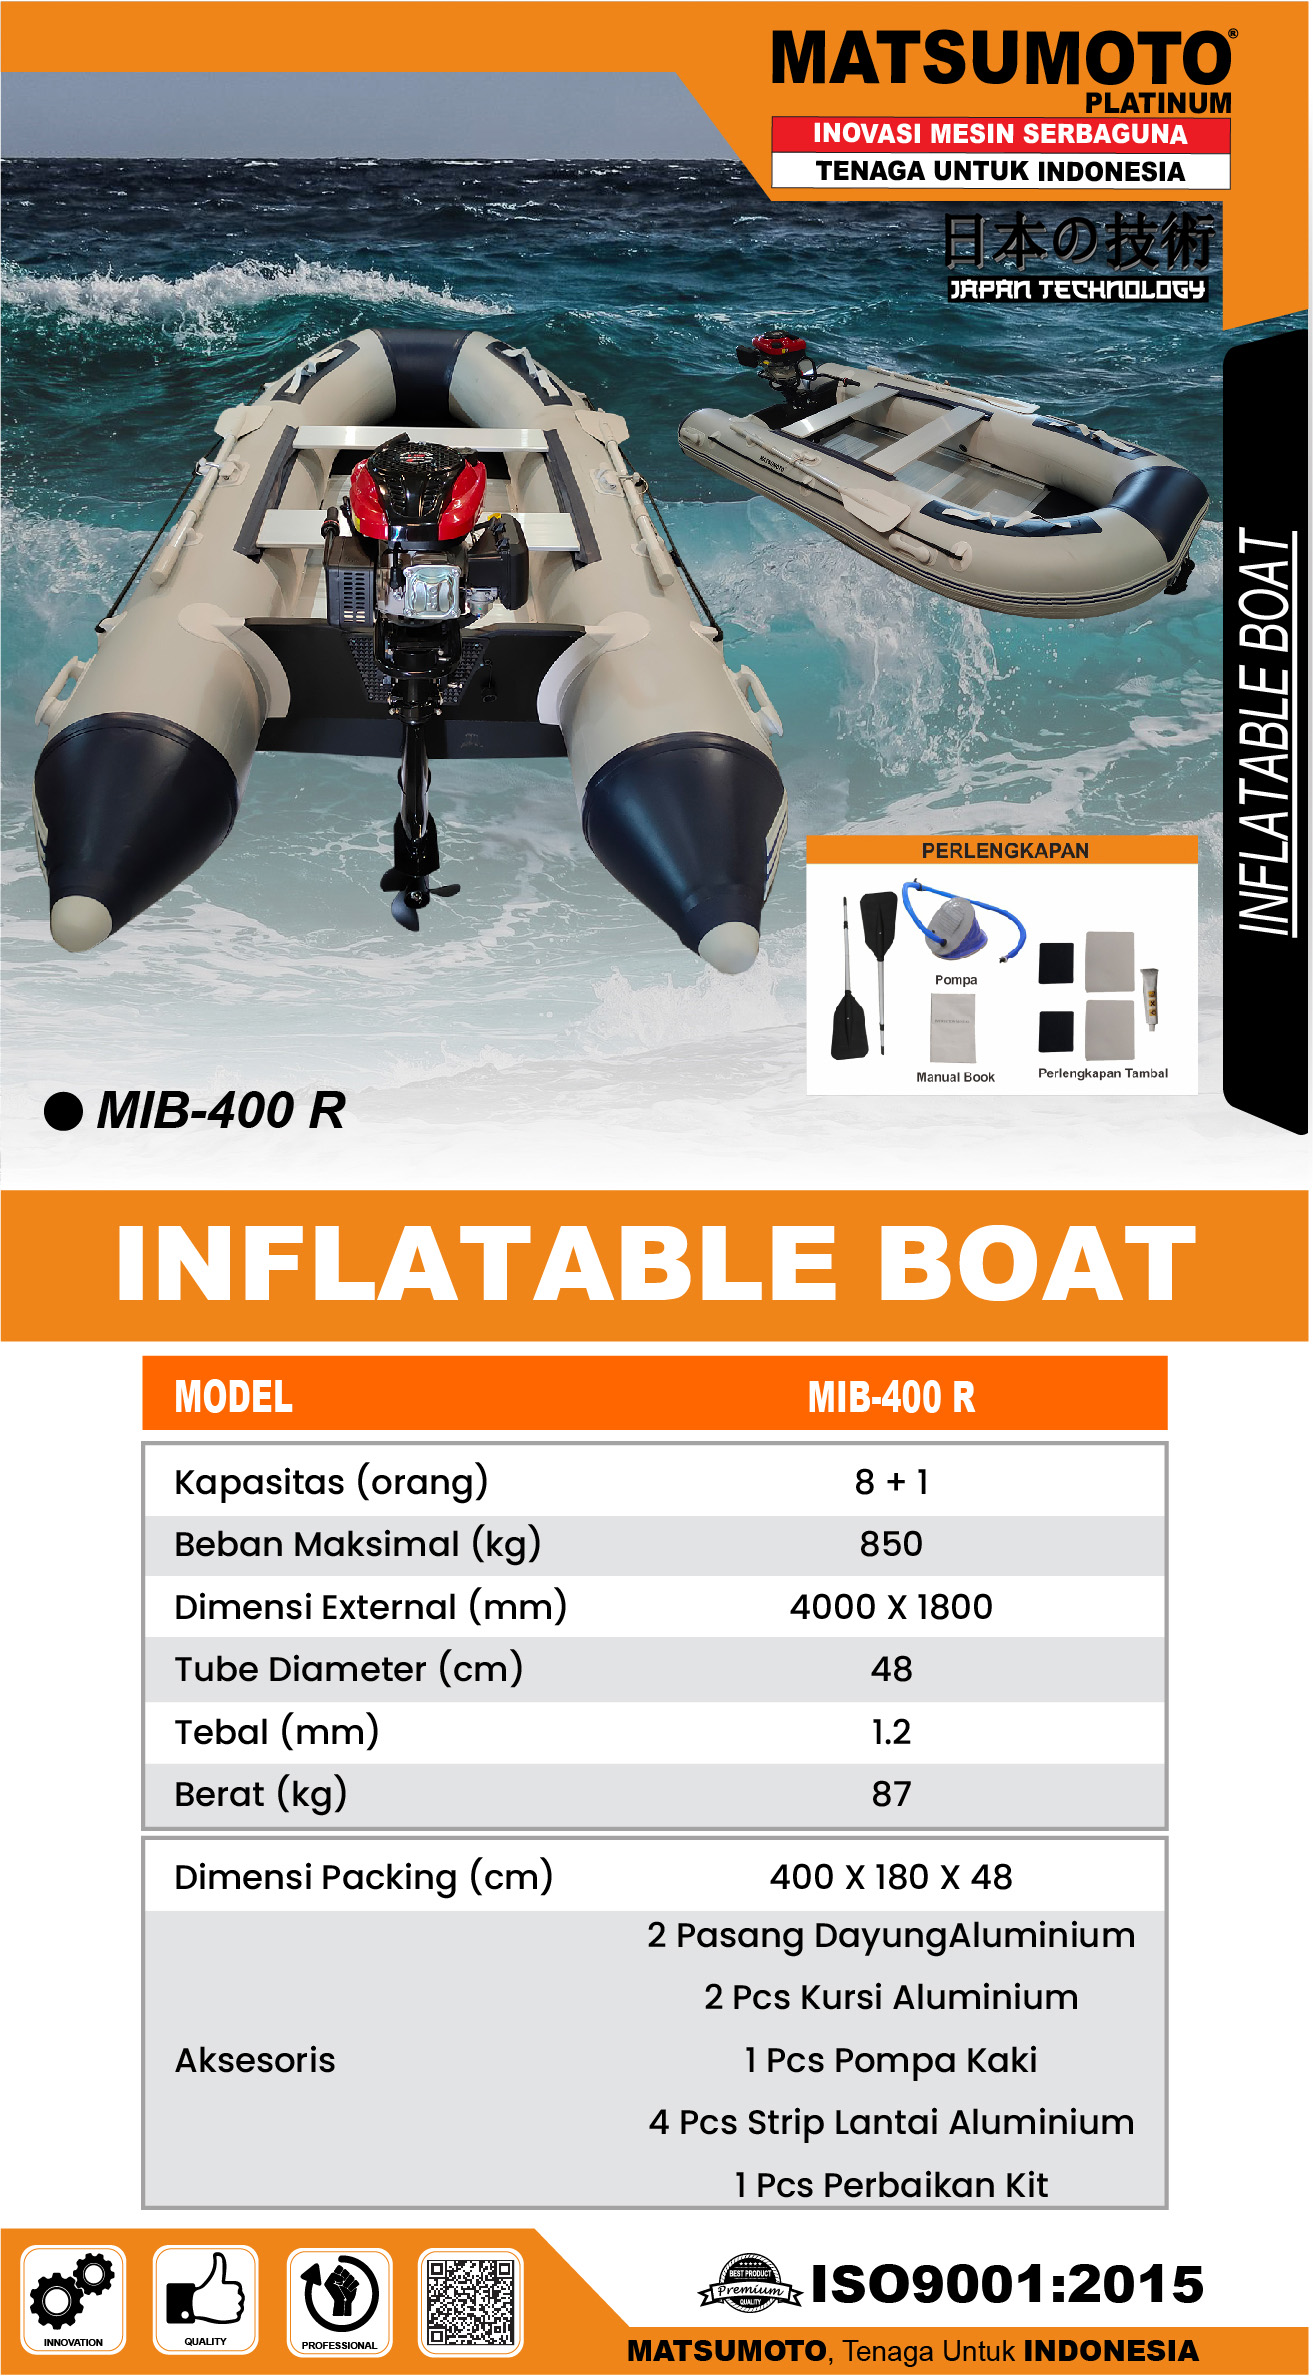 MATSUMOTO®
PLATINUM
INOVASI MESIN SERBAGUNA
TENAGA UNTUK INDONESIA
日本の技術
JAPAN TECHNOLOGY
MATSUMOTO
INFLATABLE BOAT
PERLENGKAPAN
Pompa
Manual Book
Perlengkapan Tambal
MIB-400 R
INFLATABLE BOAT
MODEL MIB-400 R
Kapasitas (orang) 8 + 1
Beban Maksimal (kg) 850
Dimensi External (mm) 4000 X 1800
Tube Diameter (cm) 48
Tebal (mm) 1.2
Berat (kg) 87
Dimensi Packing (cm) 400 X 180 X 48
2 Pasang DayungAluminium
2 Pcs Kursi Aluminium
Aksesoris 1 Pcs Pompa Kaki
4 Pcs Strip Lantai Aluminium
1 Pcs Perbaikan Kit
INNOVATION
QUALITY
PROFESSIONAL
BEST PRODUCT
Premium
QUALITY
ISO9001:2015
MATSUMOTO, Tenaga Untuk INDONESIA